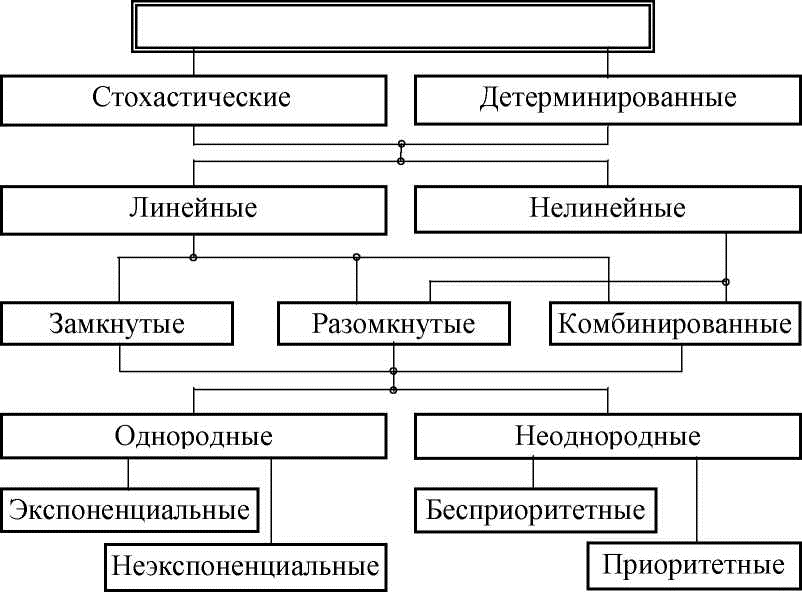 Стохастические
Детерминированные
Линейные
Нелинейные
Замкнутые
Разомкнутые
Комбинированные
Однородные
Неоднородные
Экспоненциальные
Бесприоритетные
Неэкспоненциальные
Приоритетные